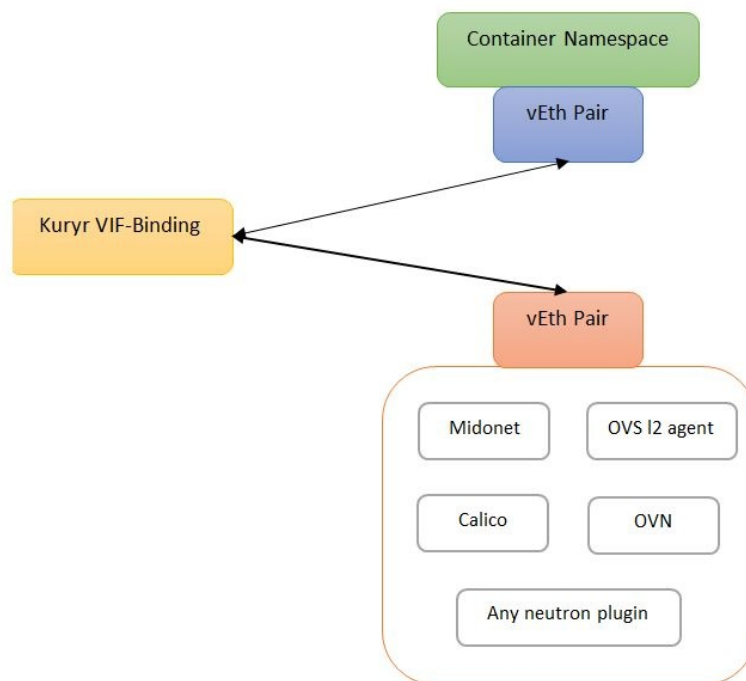 Container Namespace
vEth Pair
Kuryr VIF-Binding
vEth Pair
Midonet
OVS l2 agent
Calico
OVN
Any neutron plugin